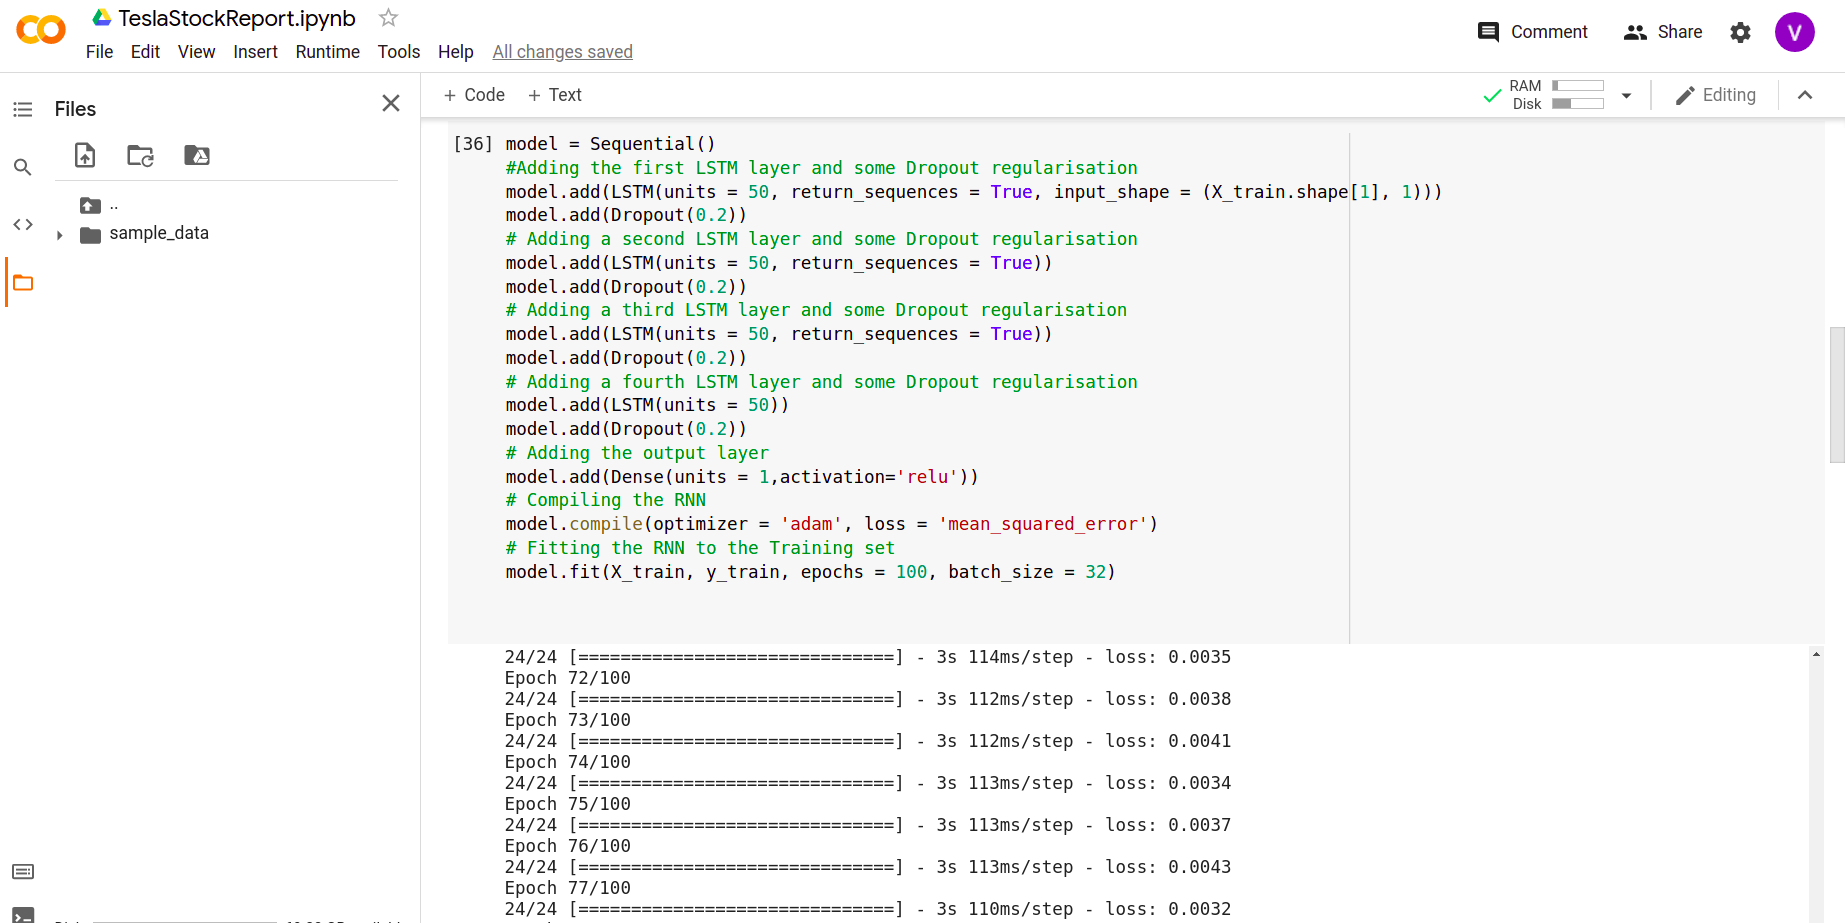 TeslaStockReport.ipynb
File Edit View Insert Runtime Tools Help All changes saved
Comment Share V
Files
+ Code + Text
RAM
Disk
Editing
..
sample_data
[36] model = Sequential()
#Adding the first LSTM layer and some Dropout regularisation
model.add(LSTM(units = 50, return_sequences = True, input_shape = (X_train.shape[1], 1)))
model.add(Dropout(0.2))
# Adding a second LSTM layer and some Dropout regularisation
model.add(LSTM(units = 50, return_sequences = True))
model.add(Dropout(0.2))
# Adding a third LSTM layer and some Dropout regularisation
model.add(LSTM(units = 50, return_sequences = True))
model.add(Dropout(0.2))
# Adding a fourth LSTM layer and some Dropout regularisation
model.add(LSTM(units = 50))
model.add(Dropout(0.2))
# Adding the output layer
model.add(Dense(units = 1,activation='relu'))
# Compiling the RNN
model.compile(optimizer = 'adam', loss = 'mean_squared_error')
# Fitting the RNN to the Training set
model.fit(X_train, y_train, epochs = 100, batch_size = 32)
24/24 [==============================] - 3s 114ms/step - loss: 0.0035
Epoch 72/100
24/24 [==============================] - 3s 112ms/step - loss: 0.0038
Epoch 73/100
24/24 [==============================] - 3s 112ms/step - loss: 0.0041
Epoch 74/100
24/24 [==============================] - 3s 113ms/step - loss: 0.0034
Epoch 75/100
24/24 [==============================] - 3s 113ms/step - loss: 0.0037
Epoch 76/100
24/24 [==============================] - 3s 113ms/step - loss: 0.0043
Epoch 77/100
24/24 [==============================] - 3s 110ms/step - loss: 0.0032